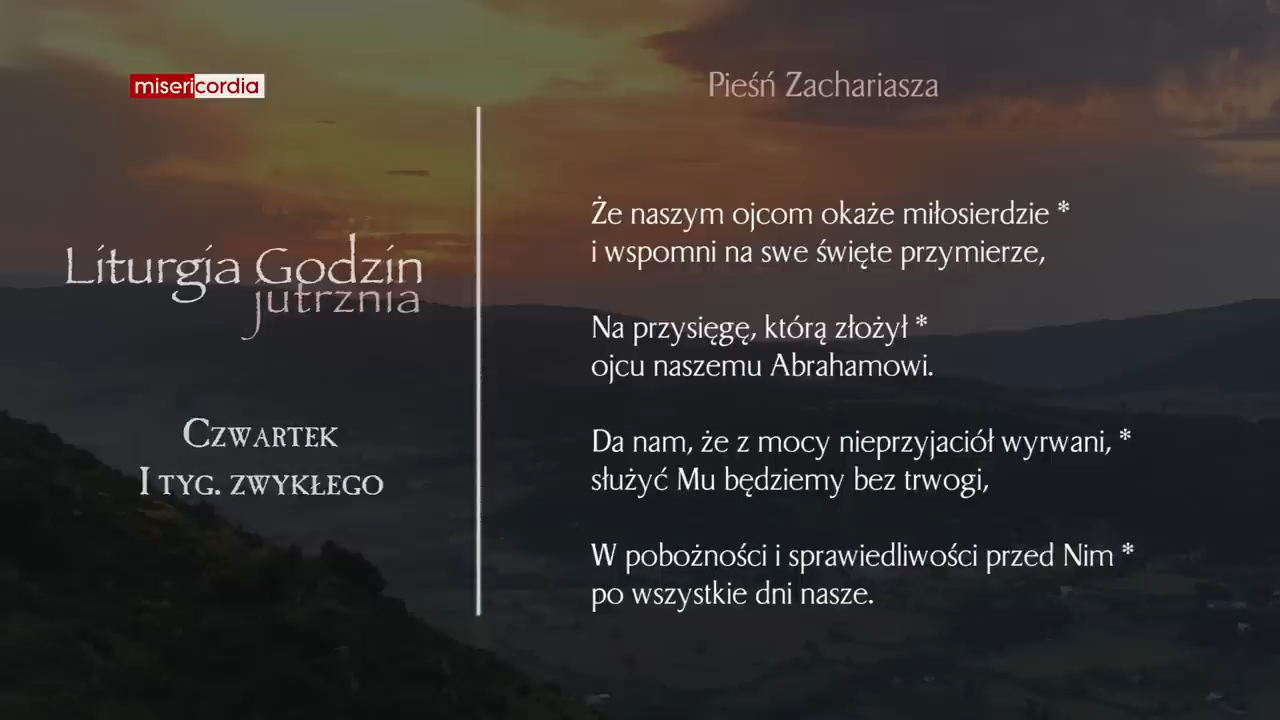 misericordia
Pieśń Zachariasza
Liturgia Godzin
jutrznia
Czwartek
I tyg. zwykłego
Że naszym ojcom okaże miłosierdzie *
i wspomni na swe święte przymierze,
Na przysięgę, którą złożył *
ojcu naszemu Abrahamowi.
Da nam, że z mocy nieprzyjaciół wyrwani, *
służyć Mu będziemy bez trwogi,
W pobożności i sprawiedliwości przed Nim *
po wszystkie dni nasze.